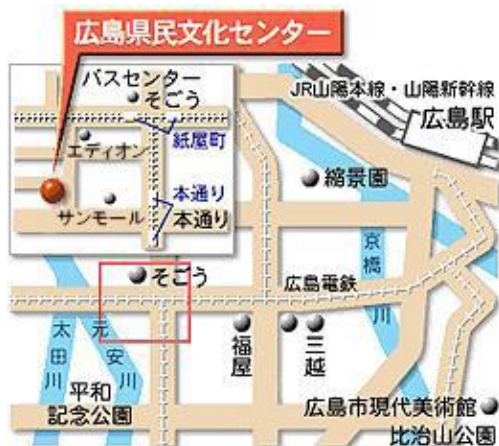 広島県民文化センター
バスセンター
そごう
紙屋町
エディオン
本通り
サンモール
本通り
JR山陽本線・山陽新幹線
広島駅
縮景園
京橋川
そごう
広島電鉄
太田川
元安川
福屋
三越
平和
記念公園
広島市現代美術館
比治山公園